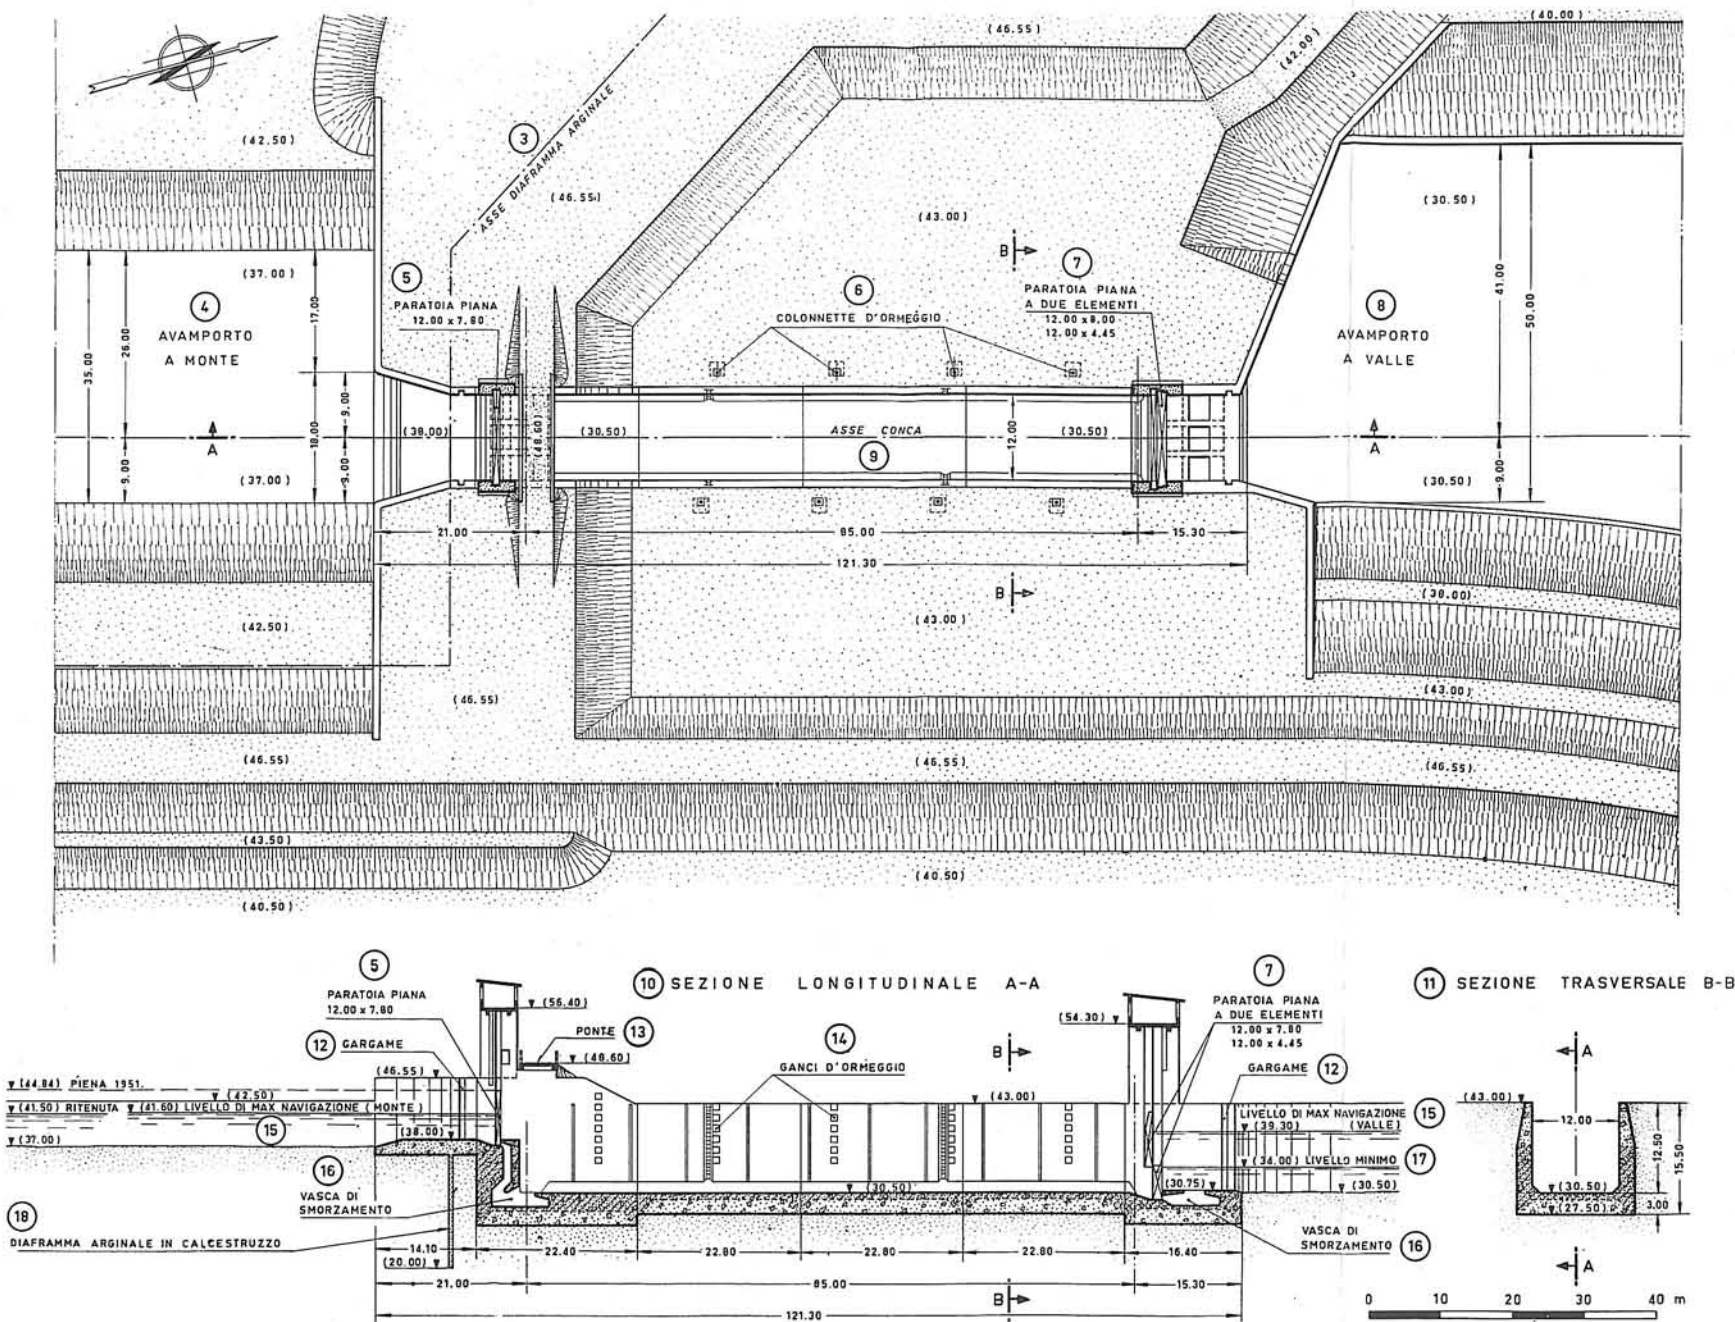 (46.55)
(40.00)
(42.00)
3
ASSE DIAFRAMMA ARGINALE
(42.50)
(46.55)
(43.00)
(30.50)
(37.00)
4
AVAMPORTO
A MONTE
5
PARATOIA PIANA
12.00 x 7.80
6
COLONNETTE D'ORMEGGIO
B
7
PARATOIA PIANA
A DUE ELEMENTI
12.00 x 8.00
12.00 x 4.45
8
AVAMPORTO
A VALLE
35.00
26.00
17.00
18.00
9.00
9.00
9.00
41.00
50.00
9.00
A
(38.00)
(48.60)
(30.50)
ASSE CONCA
9
12.00
(30.50)
A
(37.00)
(30.50)
21.00
85.00
15.30
121.30
B
(42.50)
(43.00)
(38.00)
(46.55)
(43.00)
(46.55)
(46.55)
(46.55)
(43.50)
(40.50)
(40.50)
5
PARATOIA PIANA
12.00 x 7.80
10 SEZIONE LONGITUDINALE A-A
7
PARATOIA PIANA
A DUE ELEMENTI
12.00 x 7.80
12.00 x 4.45
11 SEZIONE TRASVERSALE B-B
(56.40)
(54.30)
12 GARGAME
PONTE 13
(48.60)
14
GANCI D'ORMEGGIO
B
GARGAME 12
A
(46.55)
(44.84) PIENA 1951.
(42.50)
(41.50) RITENUTA
(41.60) LIVELLO DI MAX NAVIGAZIONE (MONTE)
15
(38.00)
(37.00)
(43.00)
LIVELLO DI MAX NAVIGAZIONE
(VALLE)
15
(39.30)
(34.00) LIVELLO MINIMO 17
(30.50)
(30.75)
(30.50)
(43.00)
12.00
12.50
15.50
(30.50)
(27.50)
3.00
16
VASCA DI
SMORZAMENTO
18
DIAFRAMMA ARGINALE IN CALCESTRUZZO
VASCA DI
SMORZAMENTO 16
14.10
22.40
22.80
22.80
22.80
16.40
(20.00)
21.00
85.00
15.30
B
A
121.30
0 10 20 30 40 m